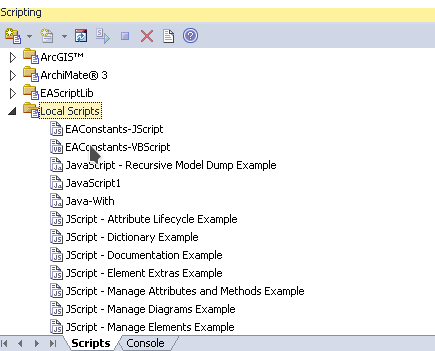 Scripting
ArcGIS™
ArchiMate® 3
EAScriptLib
Local Scripts
EAConstants-JScript
EAConstants-VBScript
JavaScript - Recursive Model Dump Example
JavaScript1
Java-With
JScript - Attribute Lifecycle Example
JScript - Dictionary Example
JScript - Documentation Example
JScript - Element Extras Example
JScript - Manage Attributes and Methods Example
JScript - Manage Diagrams Example
JScript - Manage Elements Example
Scripts Console